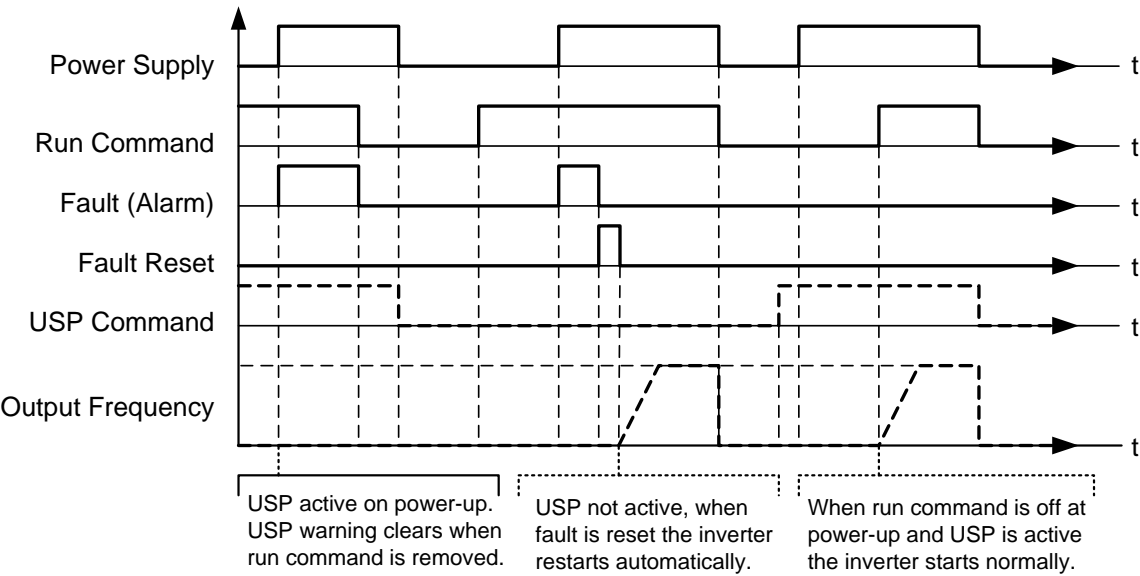 Power Supply
t
Run Command
t
Fault (Alarm)
t
Fault Reset
t
USP Command
t
Output Frequency
t
USP active on power-up.
USP warning clears when
run command is removed.
USP not active, when
fault is reset the inverter
restarts automatically.
When run command is off at
power-up and USP is active
the inverter starts normally.